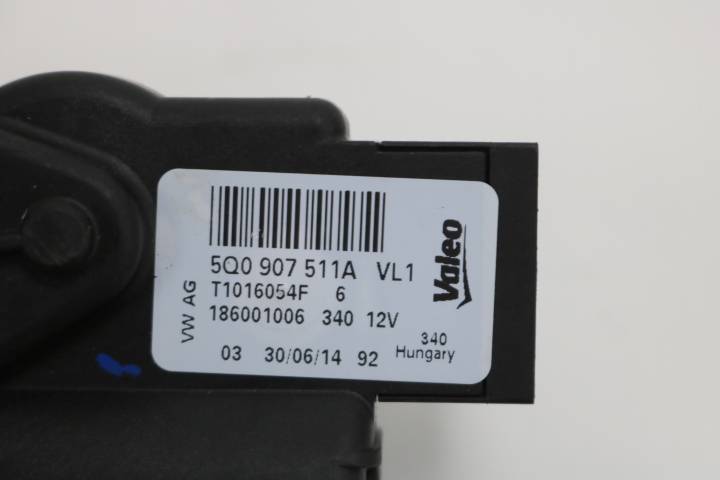 5Q0 907 511A VL1
T1016054F 6
186001006 340 12V
03 30/06/14 92
VW AG
Valeo
340
Hungary